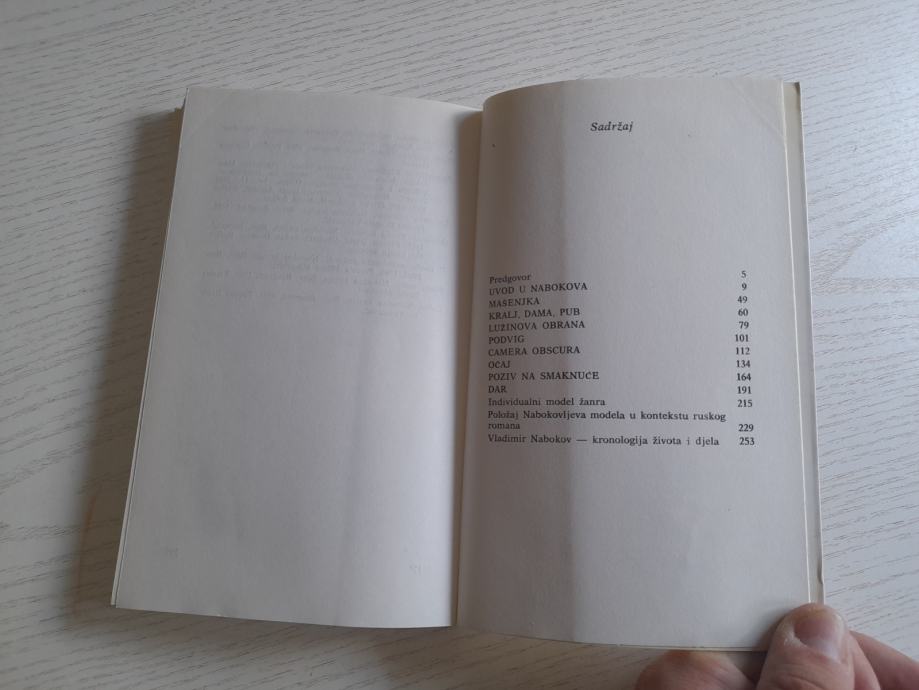 Sadržaj
Predgovor 5
UVOD U NABOKOVA 9
MAŠENJKA 49
KRALJ, DAMA, PUB 60
LUŽINOVA OBRANA 79
PODVIG 101
CAMERA OBSCURA 112
OČAJ 134
POZIV NA SMAKNUĆE 164
DAR 191
Individualni model žanra 215
Položaj Nabokovljeva modela u kontekstu ruskog
romana 229
Vladimir Nabokov — kronologija života i djela 253